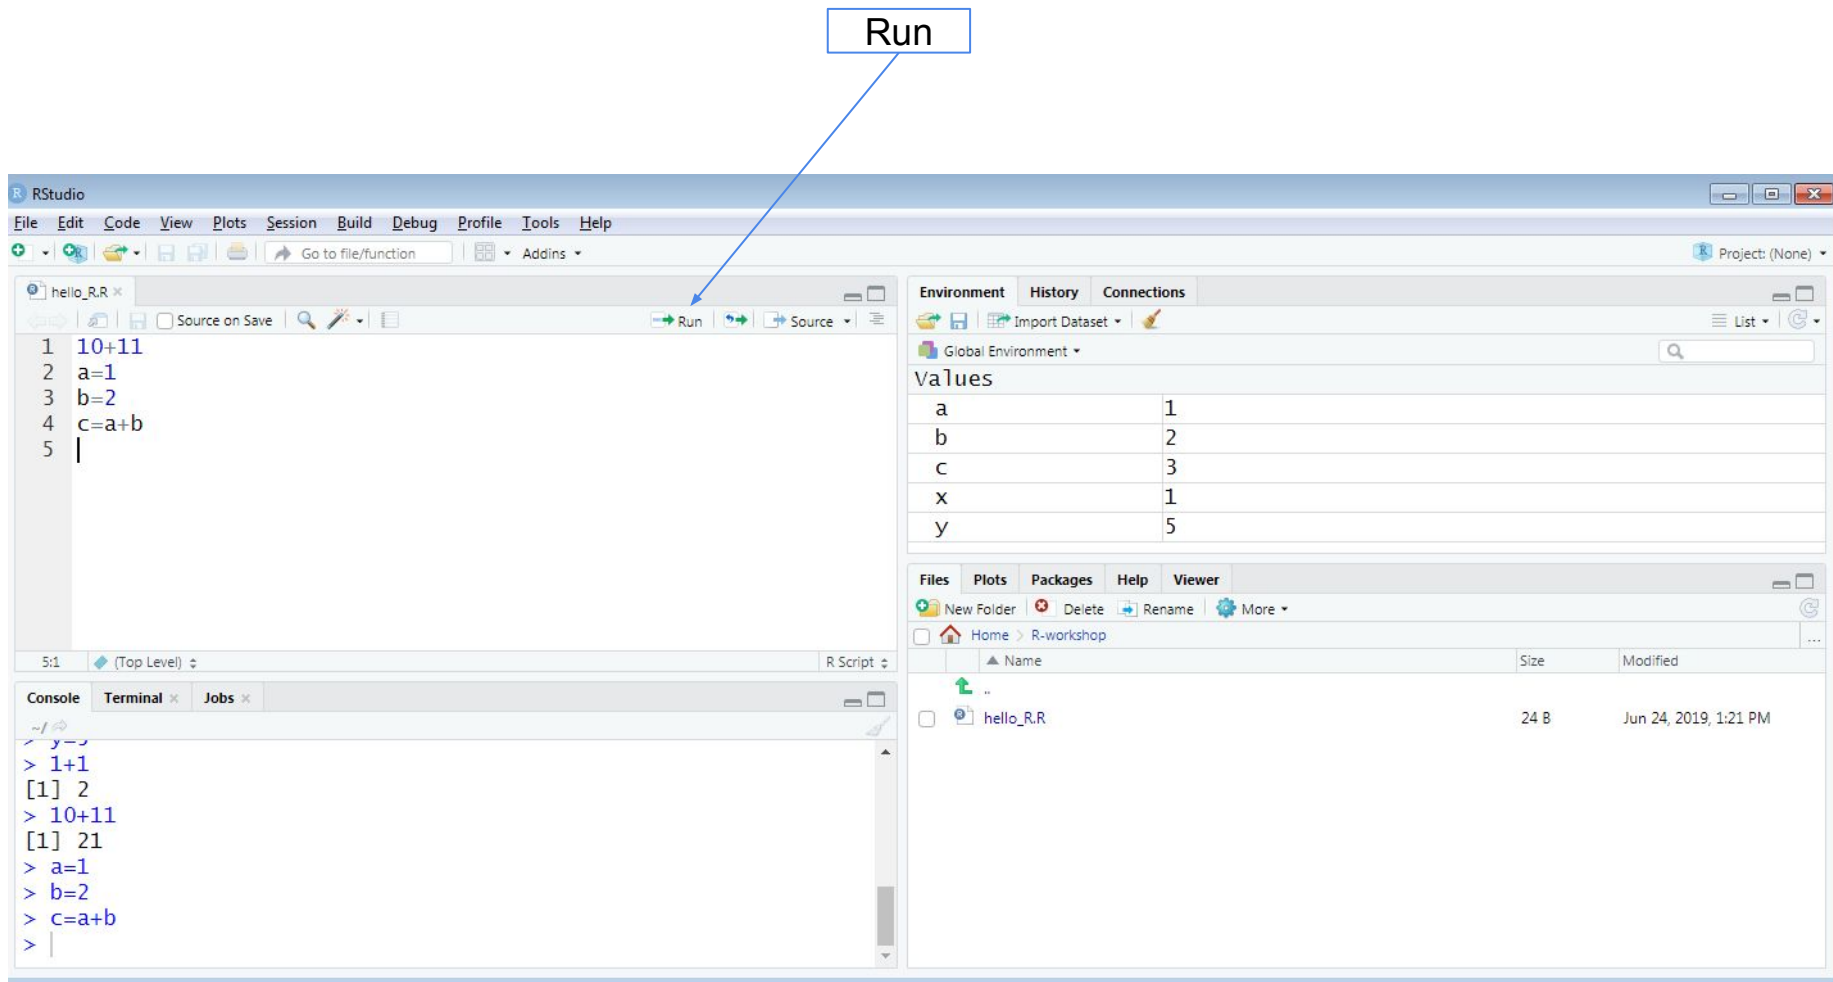 Run
RStudio
File Edit Code View Plots Session Build Debug Profile Tools Help
Go to file/function Addins Project: (None)
hello_R.R
Source on Save Run Source
1 10+11
2 a=1
3 b=2
4 c=a+b
5
5:1 (Top Level) R Script
Console Terminal Jobs
~/
> y=5
> 1+1
[1] 2
> 10+11
[1] 21
> a=1
> b=2
> c=a+b
>
Environment History Connections
Import Dataset List
Global Environment
Values
a 1
b 2
c 3
x 1
y 5
Files Plots Packages Help Viewer
New Folder Delete Rename More
Home > R-workshop ...
Name Size Modified
..
hello_R.R 24 B Jun 24, 2019, 1:21 PM